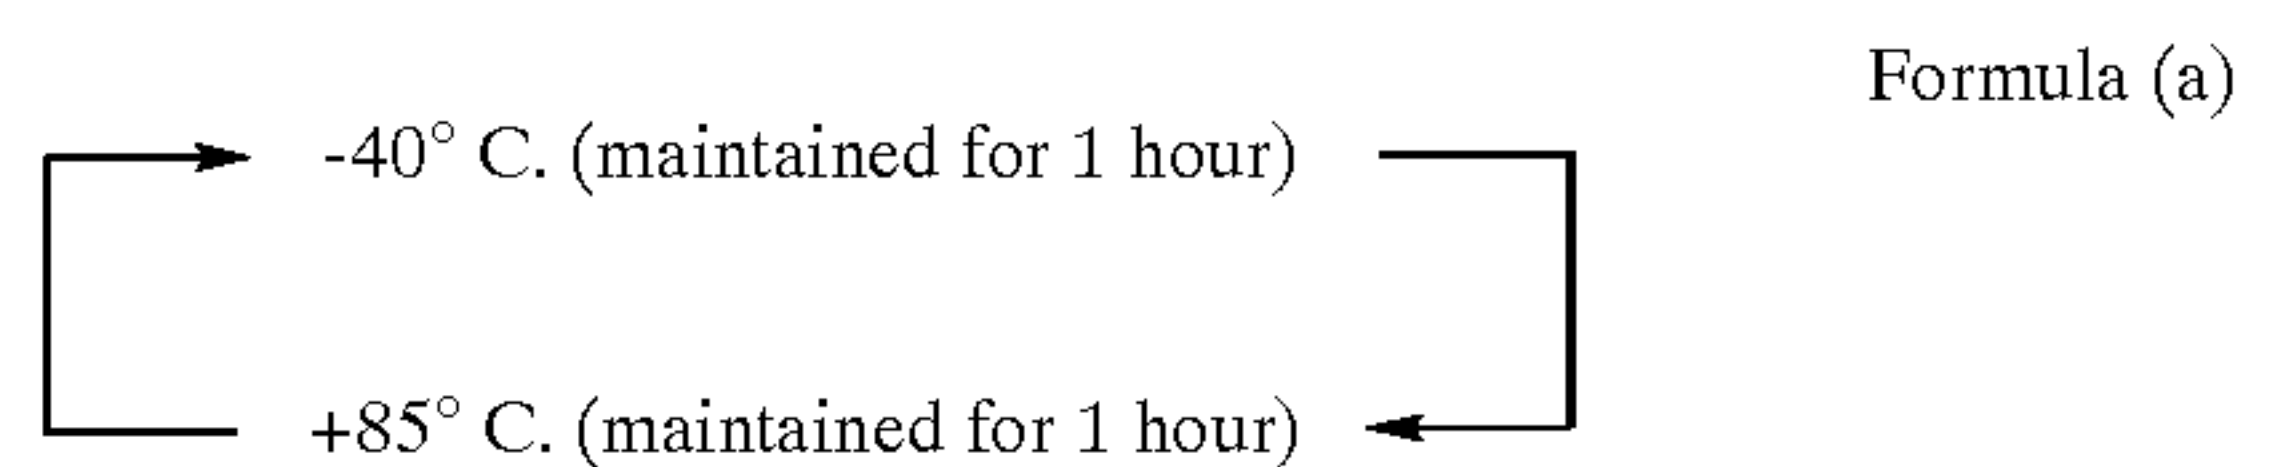 Formula (a)
-40° C. (maintained for 1 hour)
+85° C. (maintained for 1 hour)